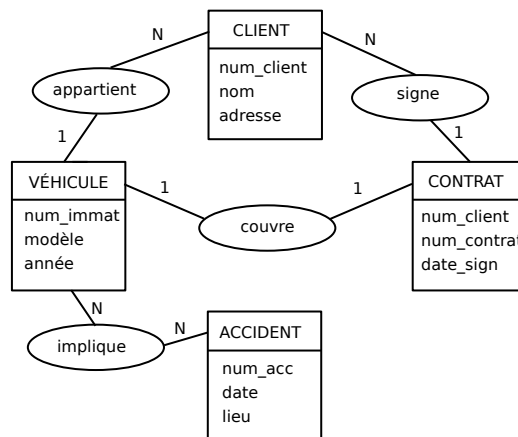 CLIENT
num_client
nom
adresse
N
N
appartient
signe
1
1
VÉHICULE
num_immat
modèle
année
1
couvre
1
CONTRAT
num_client
num_contrat
date_sign
N
implique
N
ACCIDENT
num_acc
date
lieu